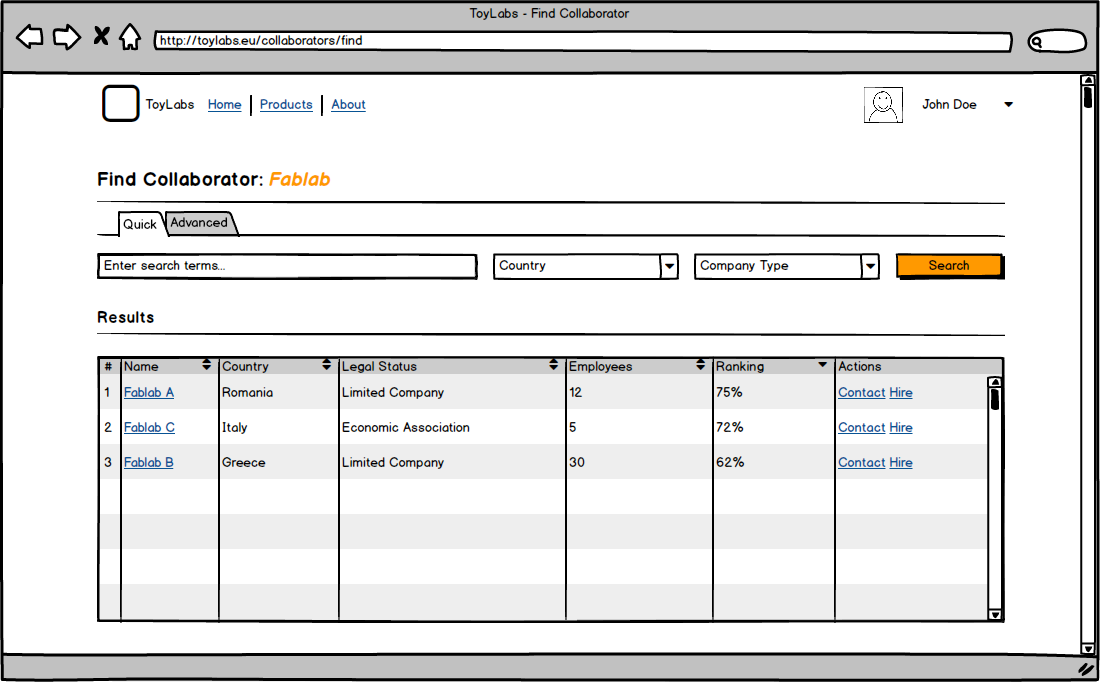 ToyLabs - Find Collaborator
http://toylabs.eu/collaborators/find
ToyLabs Home Products About John Doe
Find Collaborator: Fablab
Quick Advanced
Enter search terms... Country Company Type Search
Results
# Name Country Legal Status Employees Ranking Actions
1 Fablab A Romania Limited Company 12 75% Contact Hire
2 Fablab C Italy Economic Association 5 72% Contact Hire
3 Fablab B Greece Limited Company 30 62% Contact Hire